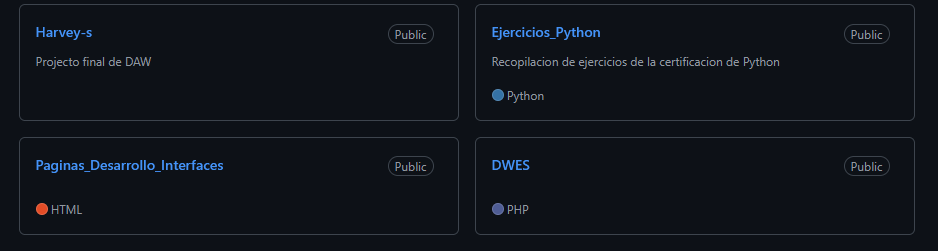 Harvey-s
Public
Projecto final de DAW
Ejercicios_Python
Public
Recopilacion de ejercicios de la certificacion de Python
Python
Paginas_Desarrollo_Interfaces
Public
HTML
DWES
Public
PHP